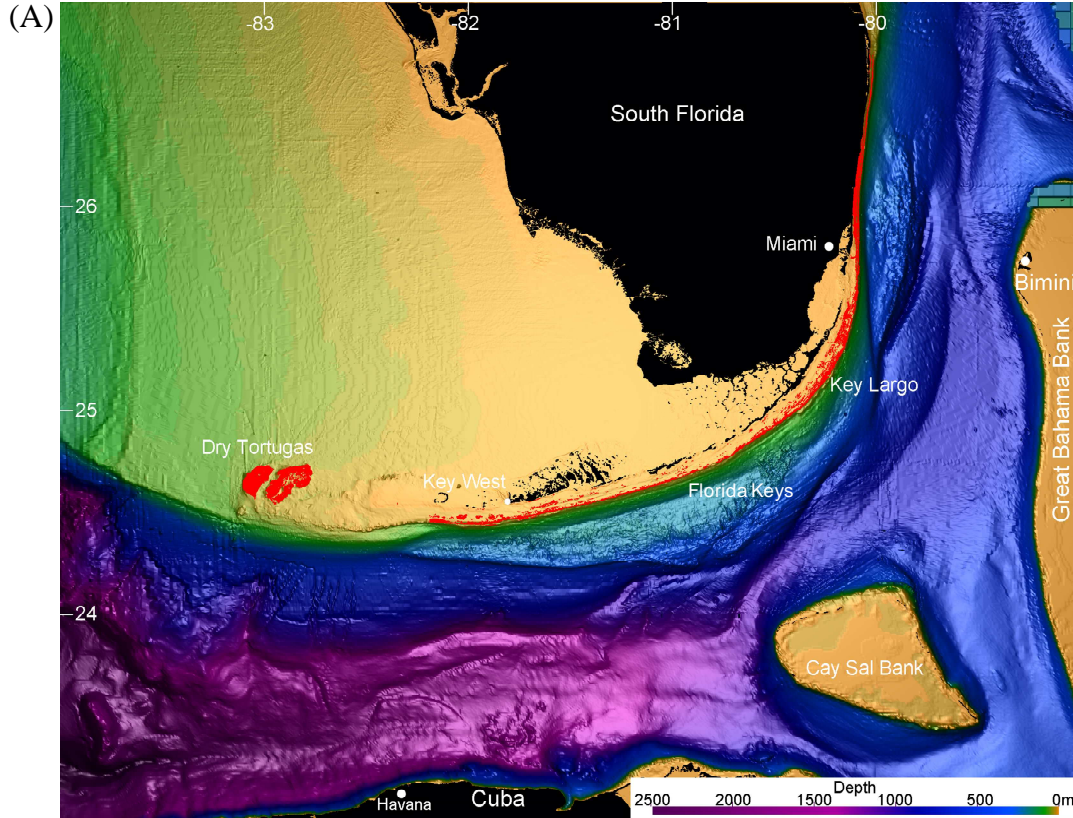 (A)
-83
-82
-81
-80
South Florida
26
Miami
Bimini
Great Bahama Bank
Key Largo
25
Dry Tortugas
Key West
Florida Keys
24
Cay Sal Bank
Depth
2500 2000 1500 1000 500 0m
Havana
Cuba